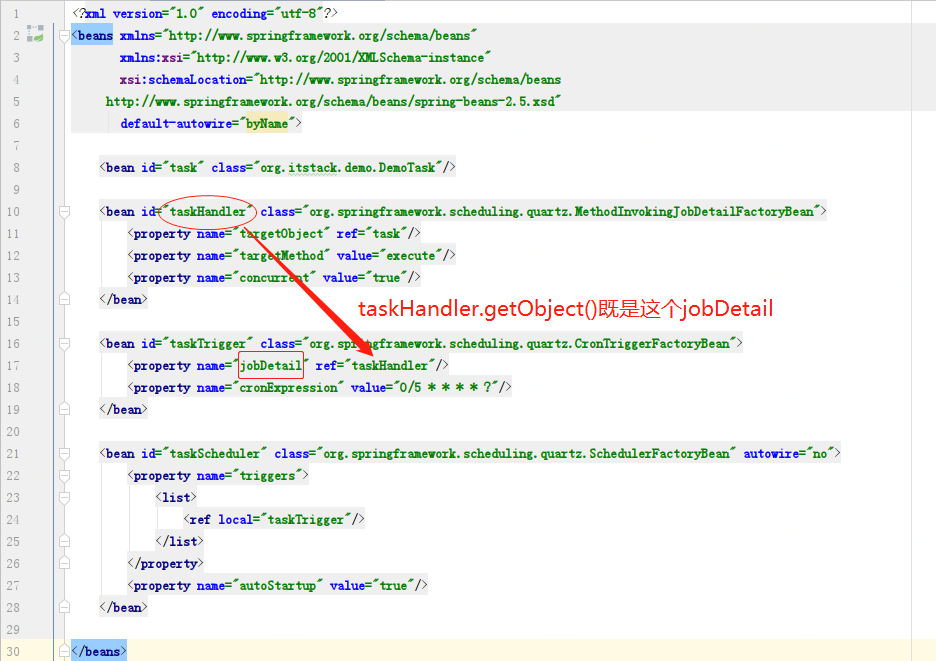 1 <?xml version="1.0" encoding="utf-8"?>
2 <beans xmlns="http://www.springframework.org/schema/beans"
3 xmlns:xsi="http://www.w3.org/2001/XMLSchema-instance"
4 xsi:schemaLocation="http://www.springframework.org/schema/beans
5 http://www.springframework.org/schema/beans/spring-beans-2.5.xsd"
6 default-autowire="byName">
7
8 <bean id="task" class="org.itstack.demo.DemoTask"/>
9
10 <bean id="taskHandler" class="org.springframework.scheduling.quartz.MethodInvokingJobDetailFactoryBean">
11 <property name="targetObject" ref="task"/>
12 <property name="targetMethod" value="execute"/>
13 <property name="concurrent" value="true"/>
14 </bean>
taskHandler.getObject()既是这个jobDetail
15
16 <bean id="taskTrigger" class="org.springframework.scheduling.quartz.CronTriggerFactoryBean">
17 <property name="jobDetail" ref="taskHandler"/>
18 <property name="cronExpression" value="0/5 * * * * ?"/>
19 </bean>
20
21 <bean id="taskScheduler" class="org.springframework.scheduling.quartz.SchedulerFactoryBean" autowire="no">
22 <property name="triggers">
23 <list>
24 <ref local="taskTrigger"/>
25 </list>
26 </property>
27 <property name="autoStartup" value="true"/>
28 </bean>
29
30 </beans>